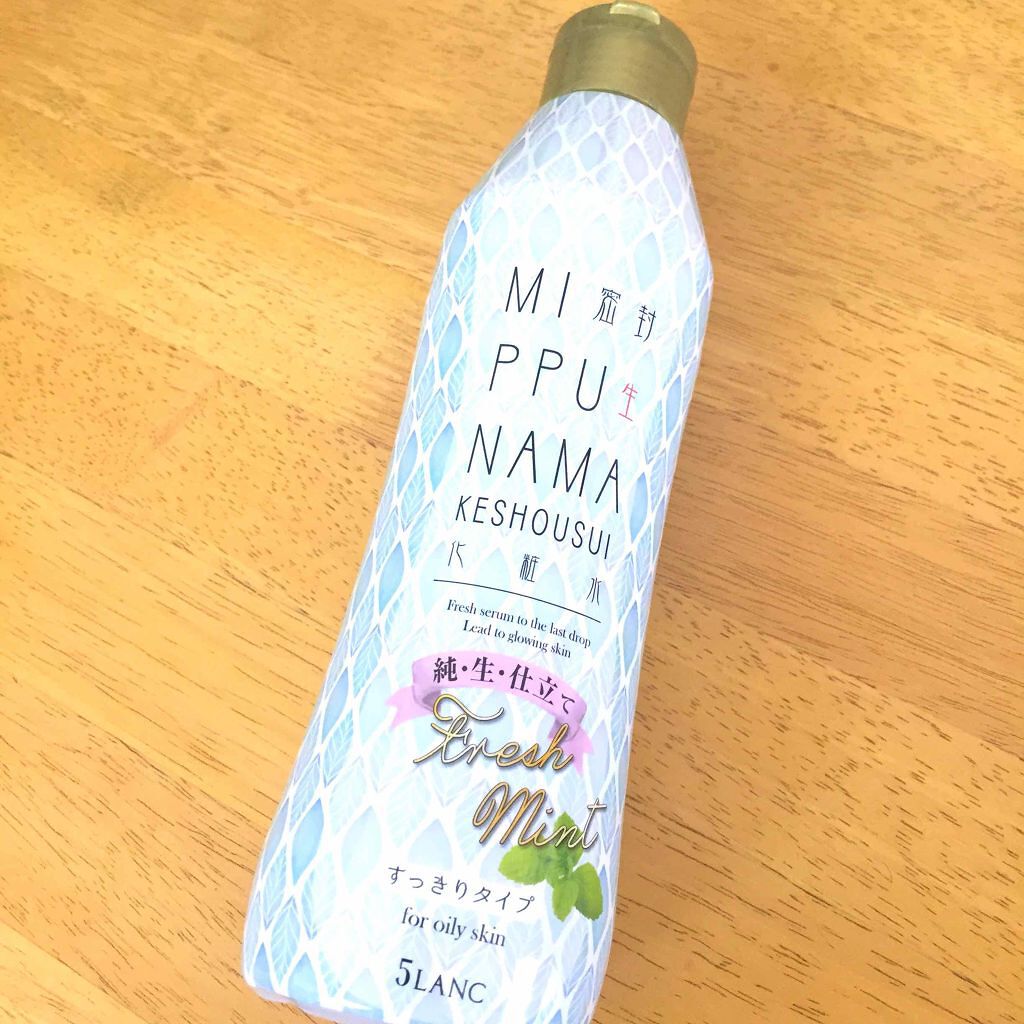 MI 密封
PPU 生
NAMA
KESHOUSUI
化粧水
Fresh serum to the last drop
Lead to glowing skin
純・生・仕立て
Fresh
Mint
すっきりタイプ
for oily skin
5LANC